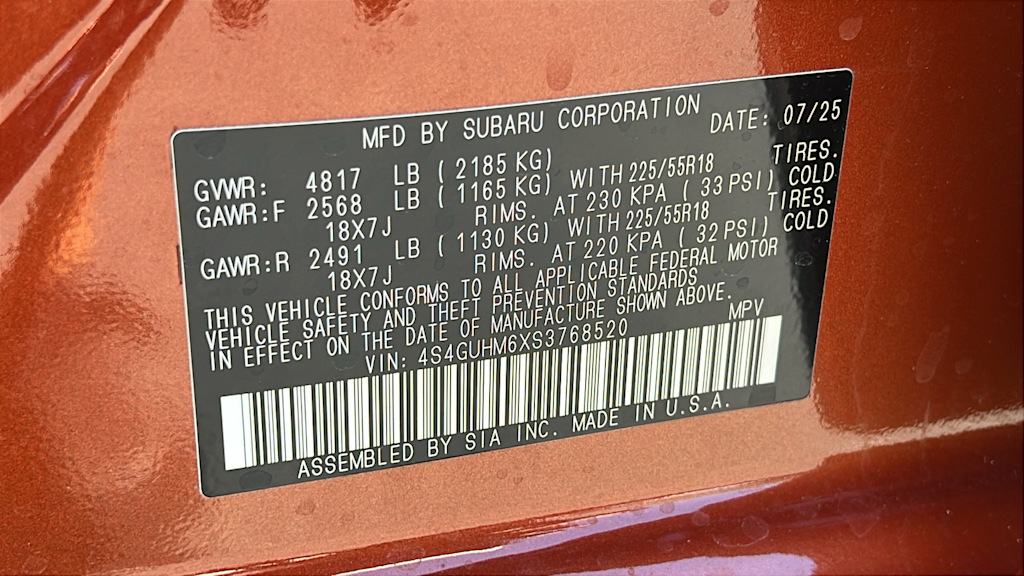 MFD BY SUBARU CORPORATION DATE: 07/25
GVWR: 4817 LB ( 2185 KG)
GAWR:F 2568 LB ( 1165 KG) WITH 225/55R18 TIRES.
18X7J RIMS. AT 230 KPA ( 33 PSI) COLD
GAWR:R 2491 LB ( 1130 KG) WITH 225/55R18 TIRES.
18X7J RIMS. AT 220 KPA ( 32 PSI) COLD
THIS VEHICLE CONFORMS TO ALL APPLICABLE FEDERAL MOTOR
VEHICLE SAFETY AND THEFT PREVENTION STANDARDS
IN EFFECT ON THE DATE OF MANUFACTURE SHOWN ABOVE.
VIN: 4S4GUHM6XS3768520 MPV
ASSEMBLED BY SIA INC. MADE IN U.S.A.